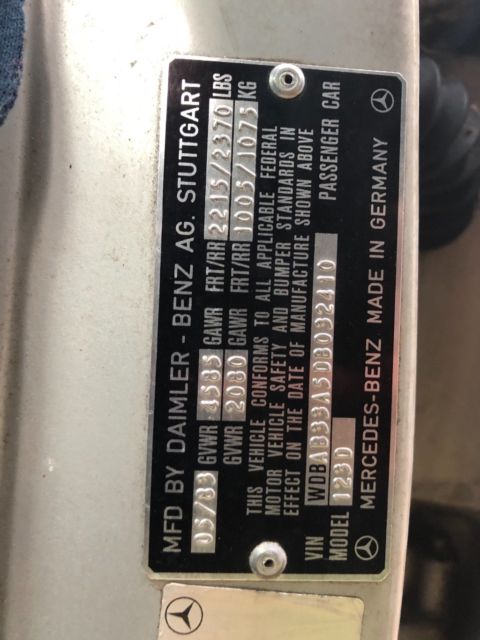 MFD BY DAIMLER - BENZ AG. STUTTGART
03/83 GVWR 4585 GAWR FRT/RR 2215/2370 LBS
GVWR 2080 GAWR FRT/RR 1005/1075 KG
THIS VEHICLE CONFORMS TO ALL APPLICABLE FEDERAL
MOTOR VEHICLE SAFETY AND BUMPER STANDARDS IN
EFFECT ON THE DATE OF MANUFACTURE SHOWN ABOVE
VIN WDBAB33A5DB032410
MODEL 123D PASSENGER CAR
MERCEDES-BENZ MADE IN GERMANY